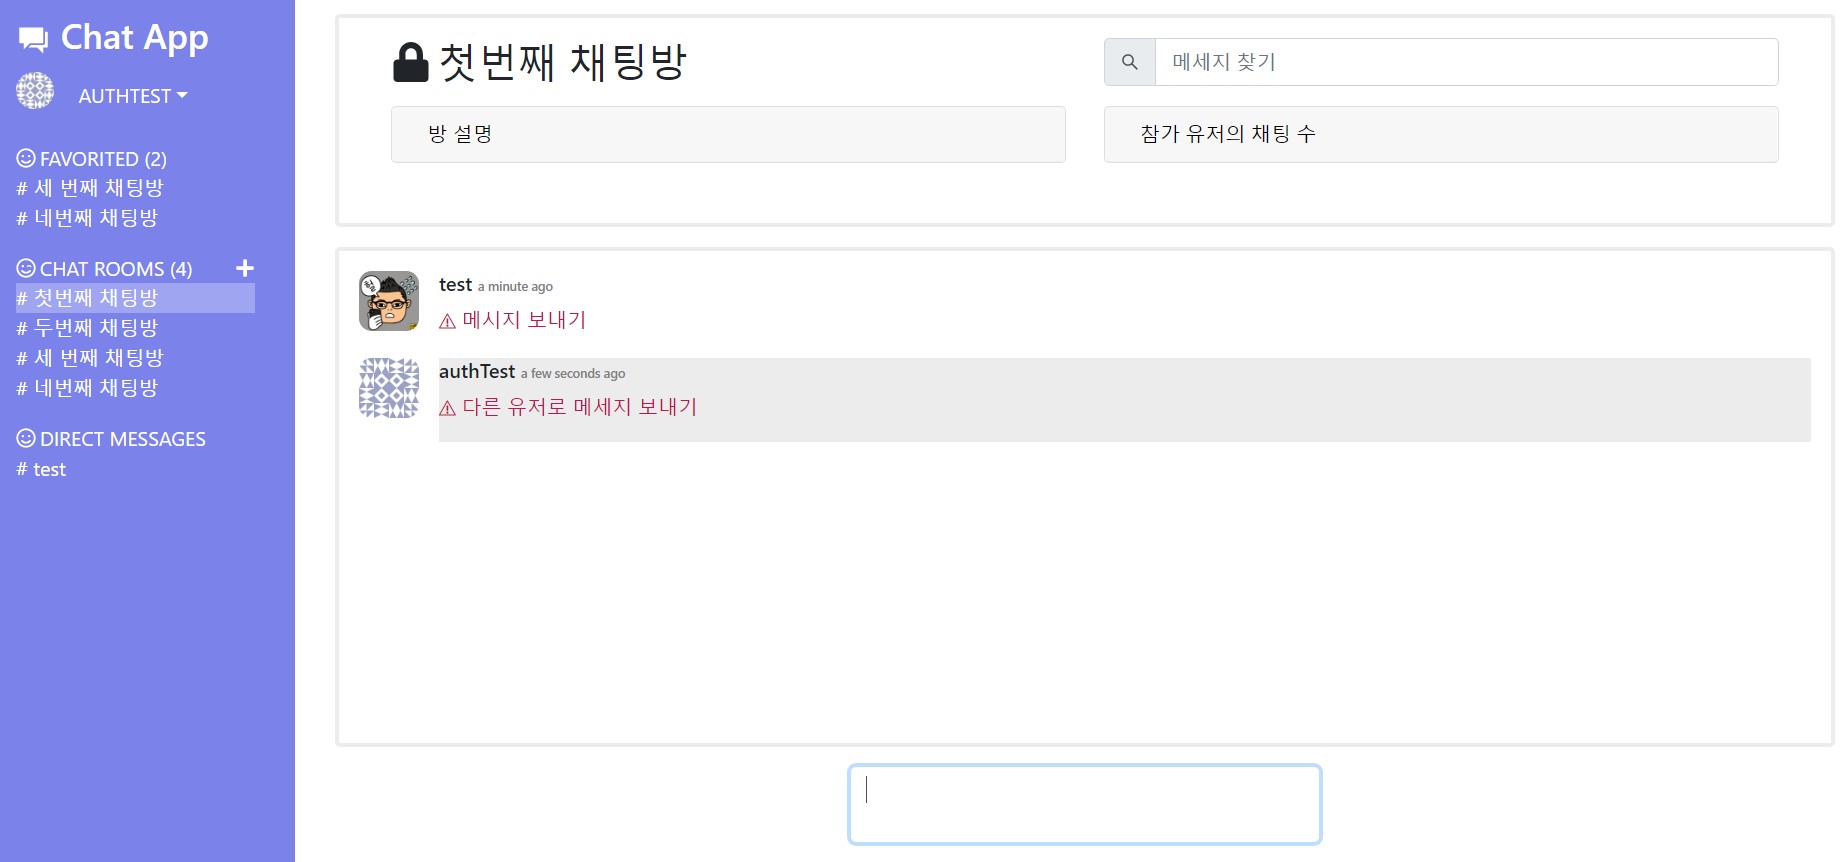 Chat App
AUTHTEST
FAVORITED (2)
# 세 번째 채팅방
# 네번째 채팅방
CHAT ROOMS (4)
# 첫번째 채팅방
# 두번째 채팅방
# 세 번째 채팅방
# 네번째 채팅방
DIRECT MESSAGES
# test
첫번째 채팅방
메세지 찾기
방 설명
참가 유저의 채팅 수
test a minute ago
메시지 보내기
authTest a few seconds ago
다른 유저로 메세지 보내기